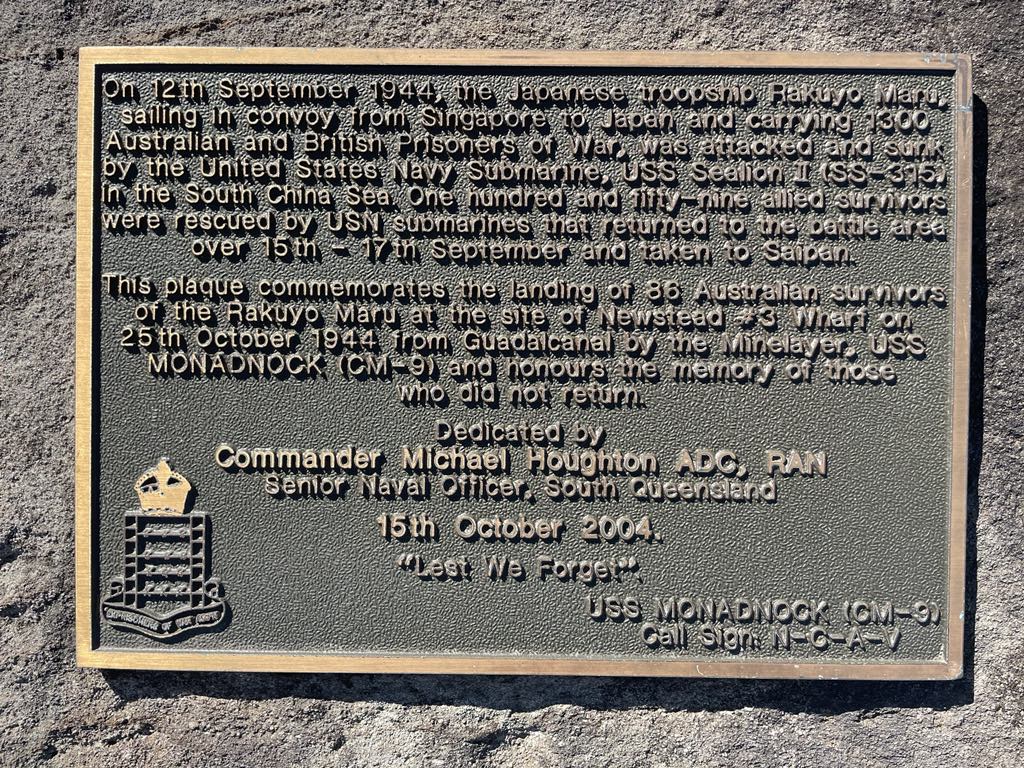 On 12th September 1944, the Japanese troopship Rakuyo Maru,
sailing in convoy from Singapore to Japan and carrying 1300
Australian and British Prisoners of War, was attacked and sunk
by the United States Navy Submarine, USS Sealion II (SS-315)
in the South China Sea. One hundred and fifty-nine allied survivors
were rescued by USN submarines that returned to the battle area
over 15th - 17th September and taken to Saipan.
This plaque commemorates the landing of 86 Australian survivors
of the Rakuyo Maru at the site of Newstead #3 Wharf on
25th October 1944 from Guadalcanal by the Minelayer, USS
MONADNOCK (CM-9) and honours the memory of those
who did not return.
Dedicated by
Commander Michael Houghton ADC, RAN
Senior Naval Officer, South Queensland
15th October 2004.
"Lest We Forget".
PRISONERS OF WAR
USS MONADNOCK (CM-9)
Call Sign: N-C-A-V